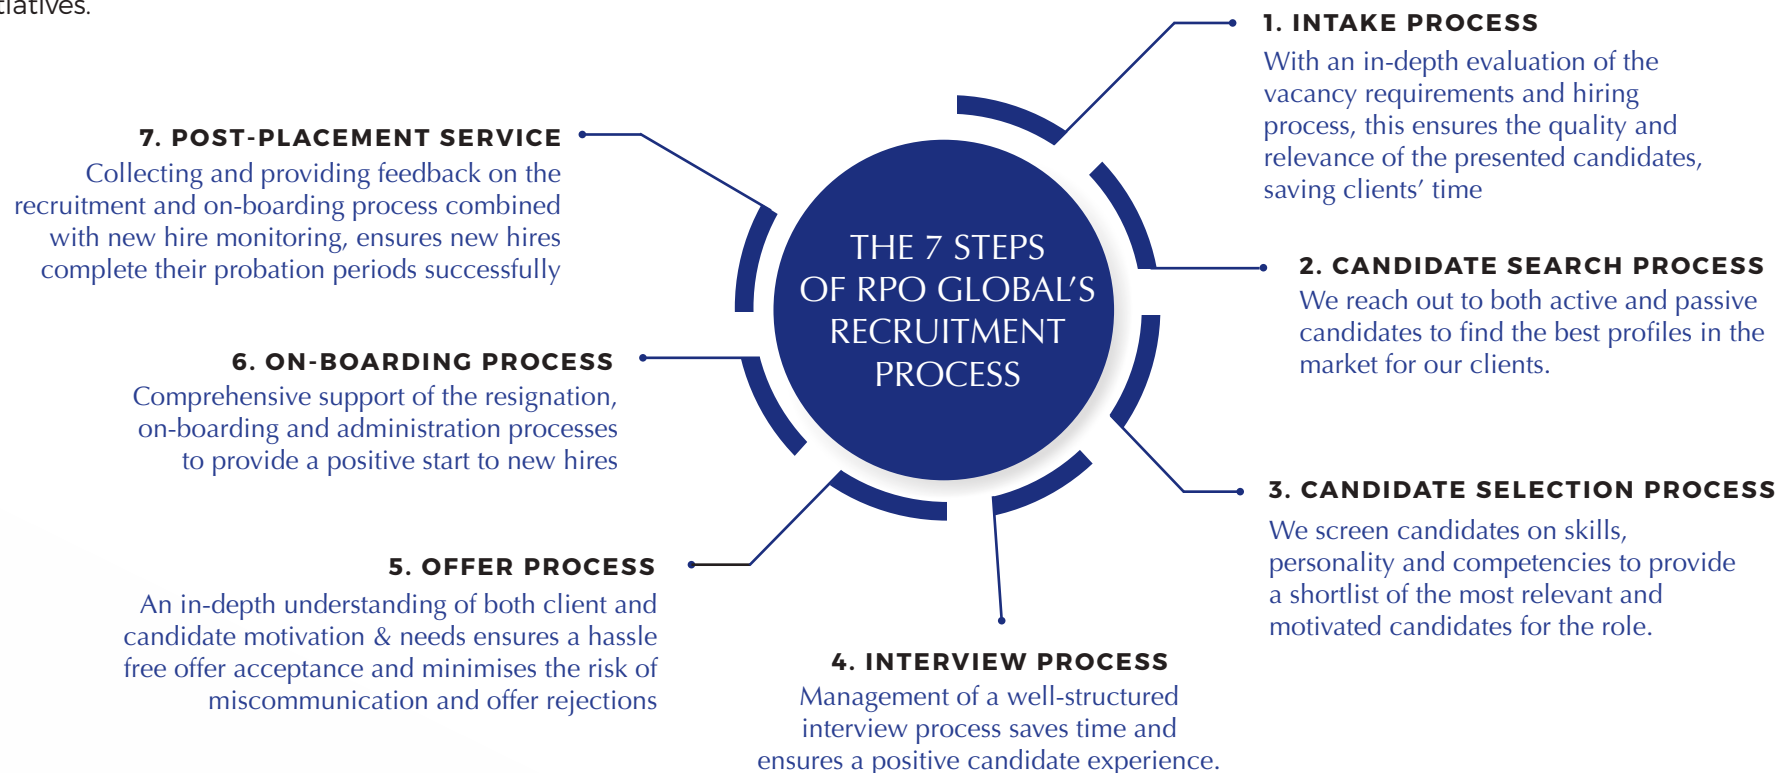 tiatives.
1. INTAKE PROCESS
With an in-depth evaluation of the
vacancy requirements and hiring
process, this ensures the quality and
relevance of the presented candidates,
saving clients’ time
2. CANDIDATE SEARCH PROCESS
We reach out to both active and passive
candidates to find the best profiles in the
market for our clients.
3. CANDIDATE SELECTION PROCESS
We screen candidates on skills,
personality and competencies to provide
a shortlist of the most relevant and
motivated candidates for the role.
4. INTERVIEW PROCESS
Management of a well-structured
interview process saves time and
ensures a positive candidate experience.
5. OFFER PROCESS
An in-depth understanding of both client and
candidate motivation & needs ensures a hassle
free offer acceptance and minimises the risk of
miscommunication and offer rejections
6. ON-BOARDING PROCESS
Comprehensive support of the resignation,
on-boarding and administration processes
to provide a positive start to new hires
7. POST-PLACEMENT SERVICE
Collecting and providing feedback on the
recruitment and on-boarding process combined
with new hire monitoring, ensures new hires
complete their probation periods successfully
THE 7 STEPS
OF RPO GLOBAL’S
RECRUITMENT
PROCESS